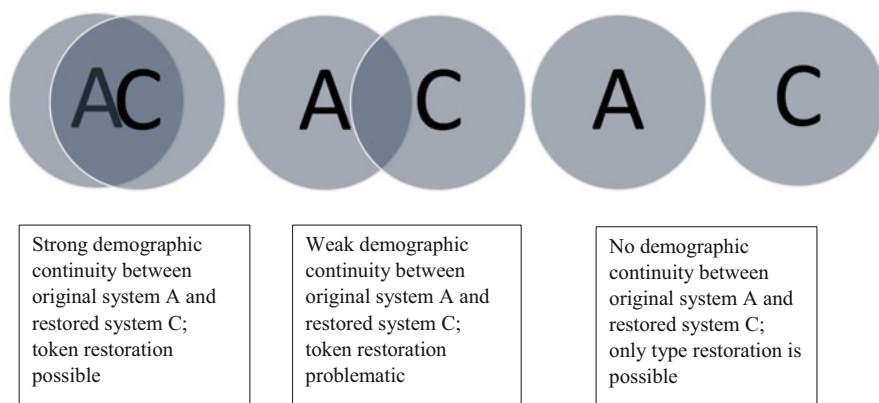 A C
A C
A C
Strong demographic
continuity between
original system A and
restored system C;
token restoration
possible
Weak demographic
continuity between
original system A and
restored system C;
token restoration
problematic
No demographic
continuity between
original system A and
restored system C;
only type restoration is
possible